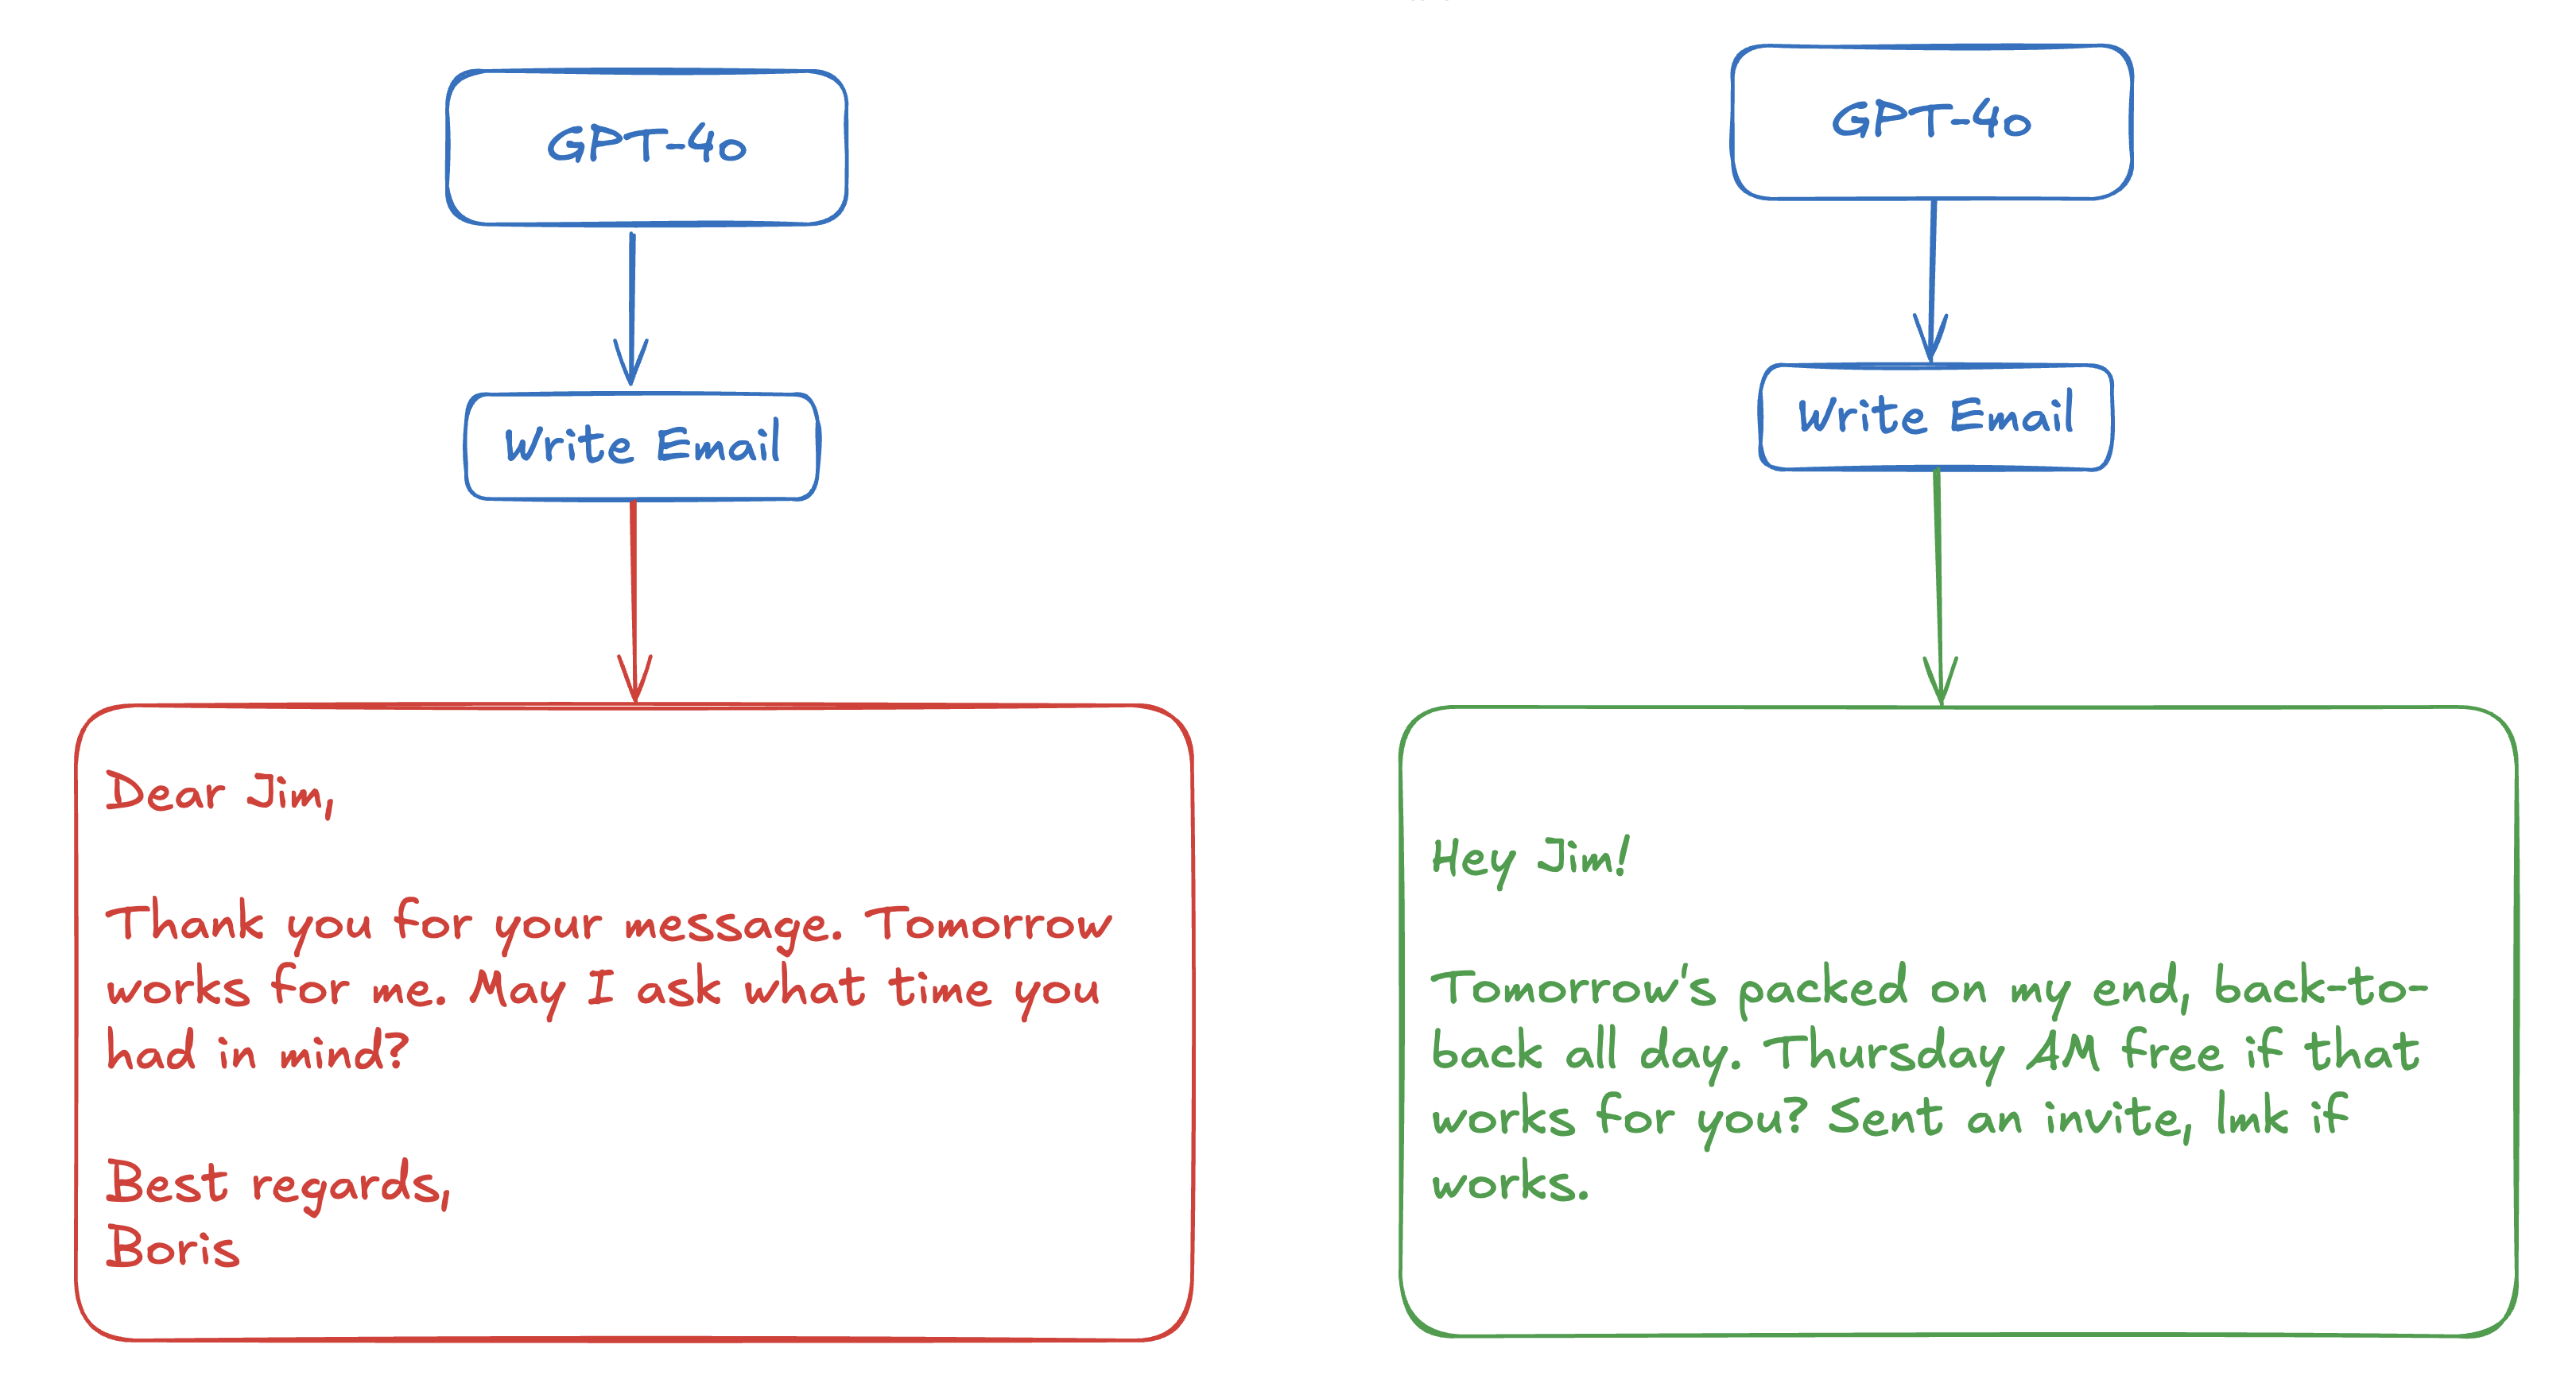 GPT-4o
Write Email
Dear Jim,
Thank you for your message. Tomorrow
works for me. May I ask what time you
had in mind?
Best regards,
Boris
GPT-4o
Write Email
Hey Jim!
Tomorrow's packed on my end, back-to-
back all day. Thursday AM free if that
works for you? Sent an invite, lmk if
works.